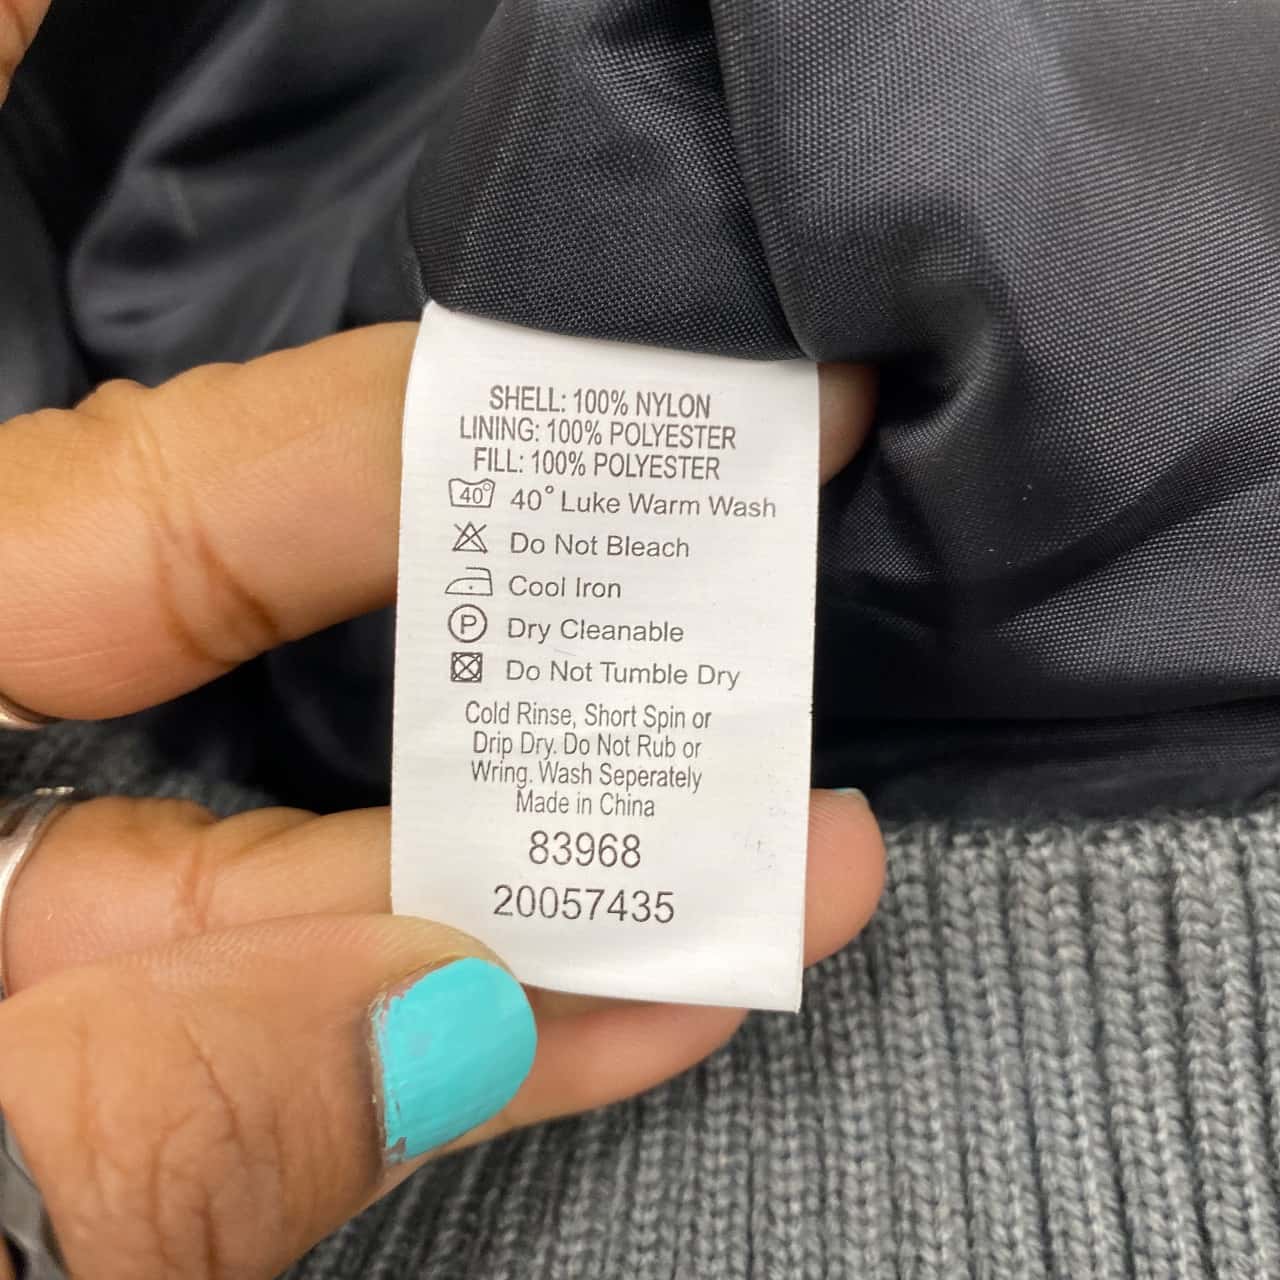 SHELL: 100% NYLON
LINING: 100% POLYESTER
FILL: 100% POLYESTER
40° 40° Luke Warm Wash
Do Not Bleach
Cool Iron
P Dry Cleanable
Do Not Tumble Dry
Cold Rinse, Short Spin or
Drip Dry. Do Not Rub or
Wring. Wash Seperately
Made in China
83968
20057435